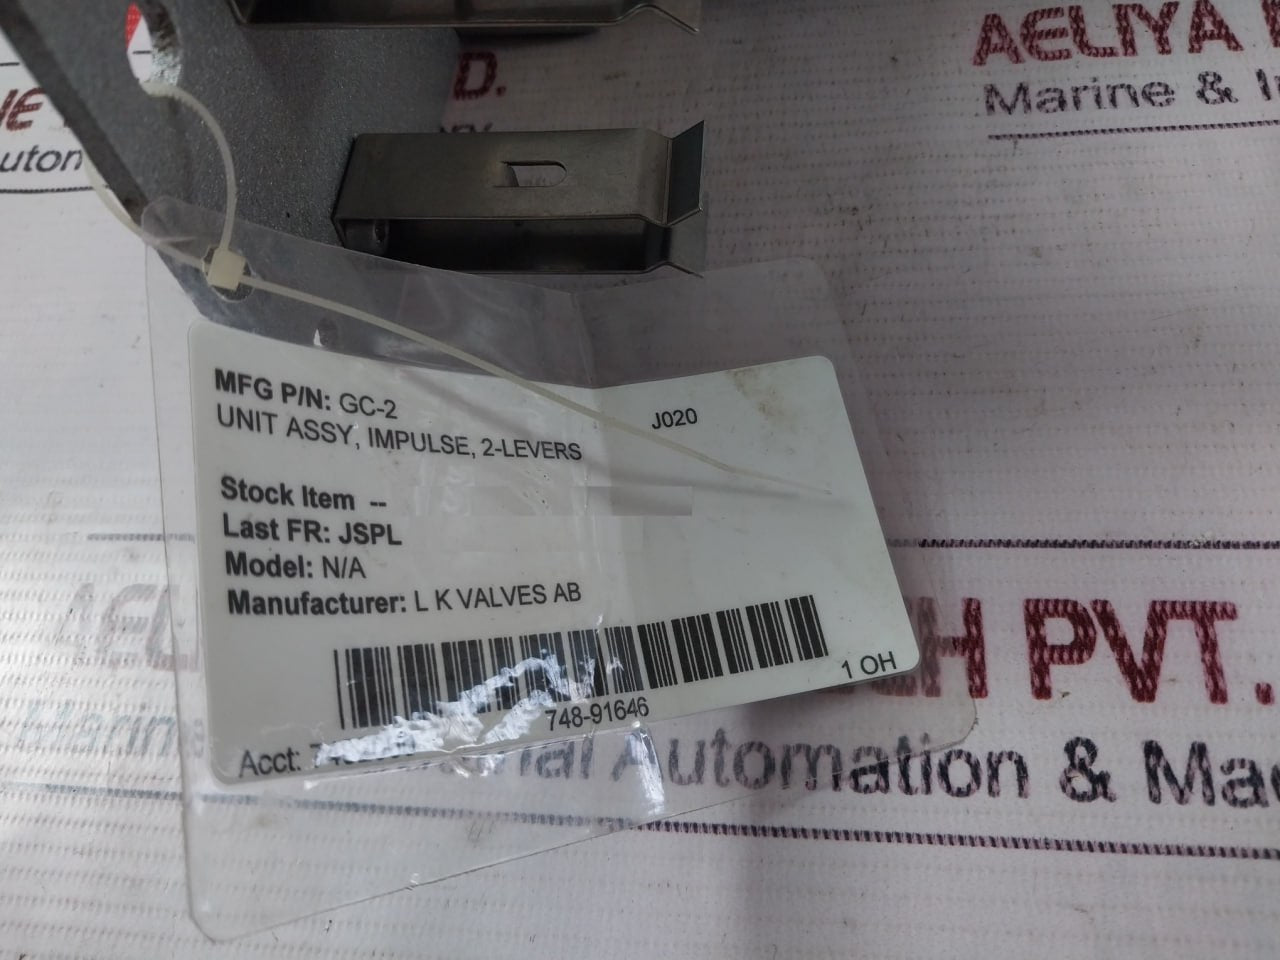 D.
AELIYA
Marine &
MFG P/N: GC-2
J020
UNIT ASSY, IMPULSE, 2-LEVERS
Stock Item --
Last FR: JSPL
Model: N/A
Manufacturer: L K VALVES AB
1 OH
748-91646
Acct:
PVT.
Automation &